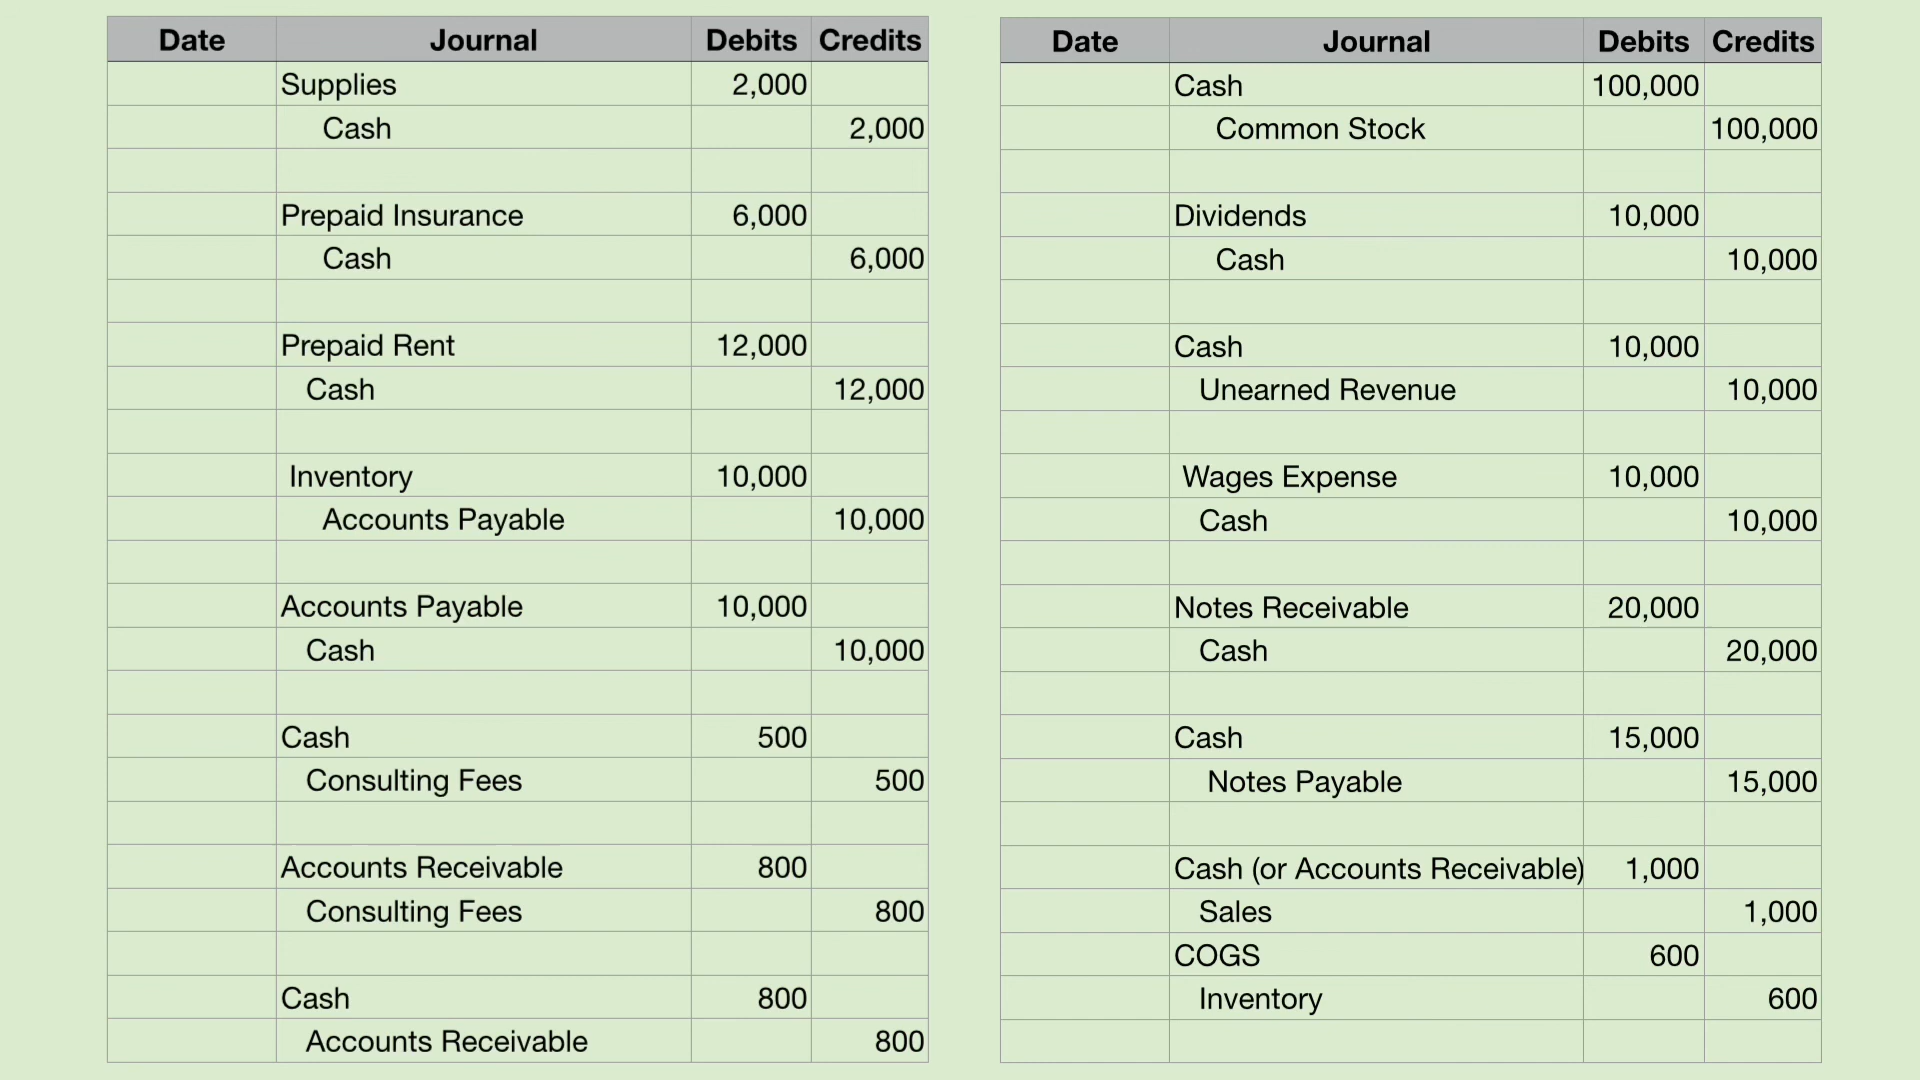 Date Journal Debits Credits
Supplies 2,000
Cash 2,000
Prepaid Insurance 6,000
Cash 6,000
Prepaid Rent 12,000
Cash 12,000
Inventory 10,000
Accounts Payable 10,000
Accounts Payable 10,000
Cash 10,000
Cash 500
Consulting Fees 500
Accounts Receivable 800
Consulting Fees 800
Cash 800
Accounts Receivable 800
Date Journal Debits Credits
Cash 100,000
Common Stock 100,000
Dividends 10,000
Cash 10,000
Cash 10,000
Unearned Revenue 10,000
Wages Expense 10,000
Cash 10,000
Notes Receivable 20,000
Cash 20,000
Cash 15,000
Notes Payable 15,000
Cash (or Accounts Receivable) 1,000
Sales 1,000
COGS 600
Inventory 600